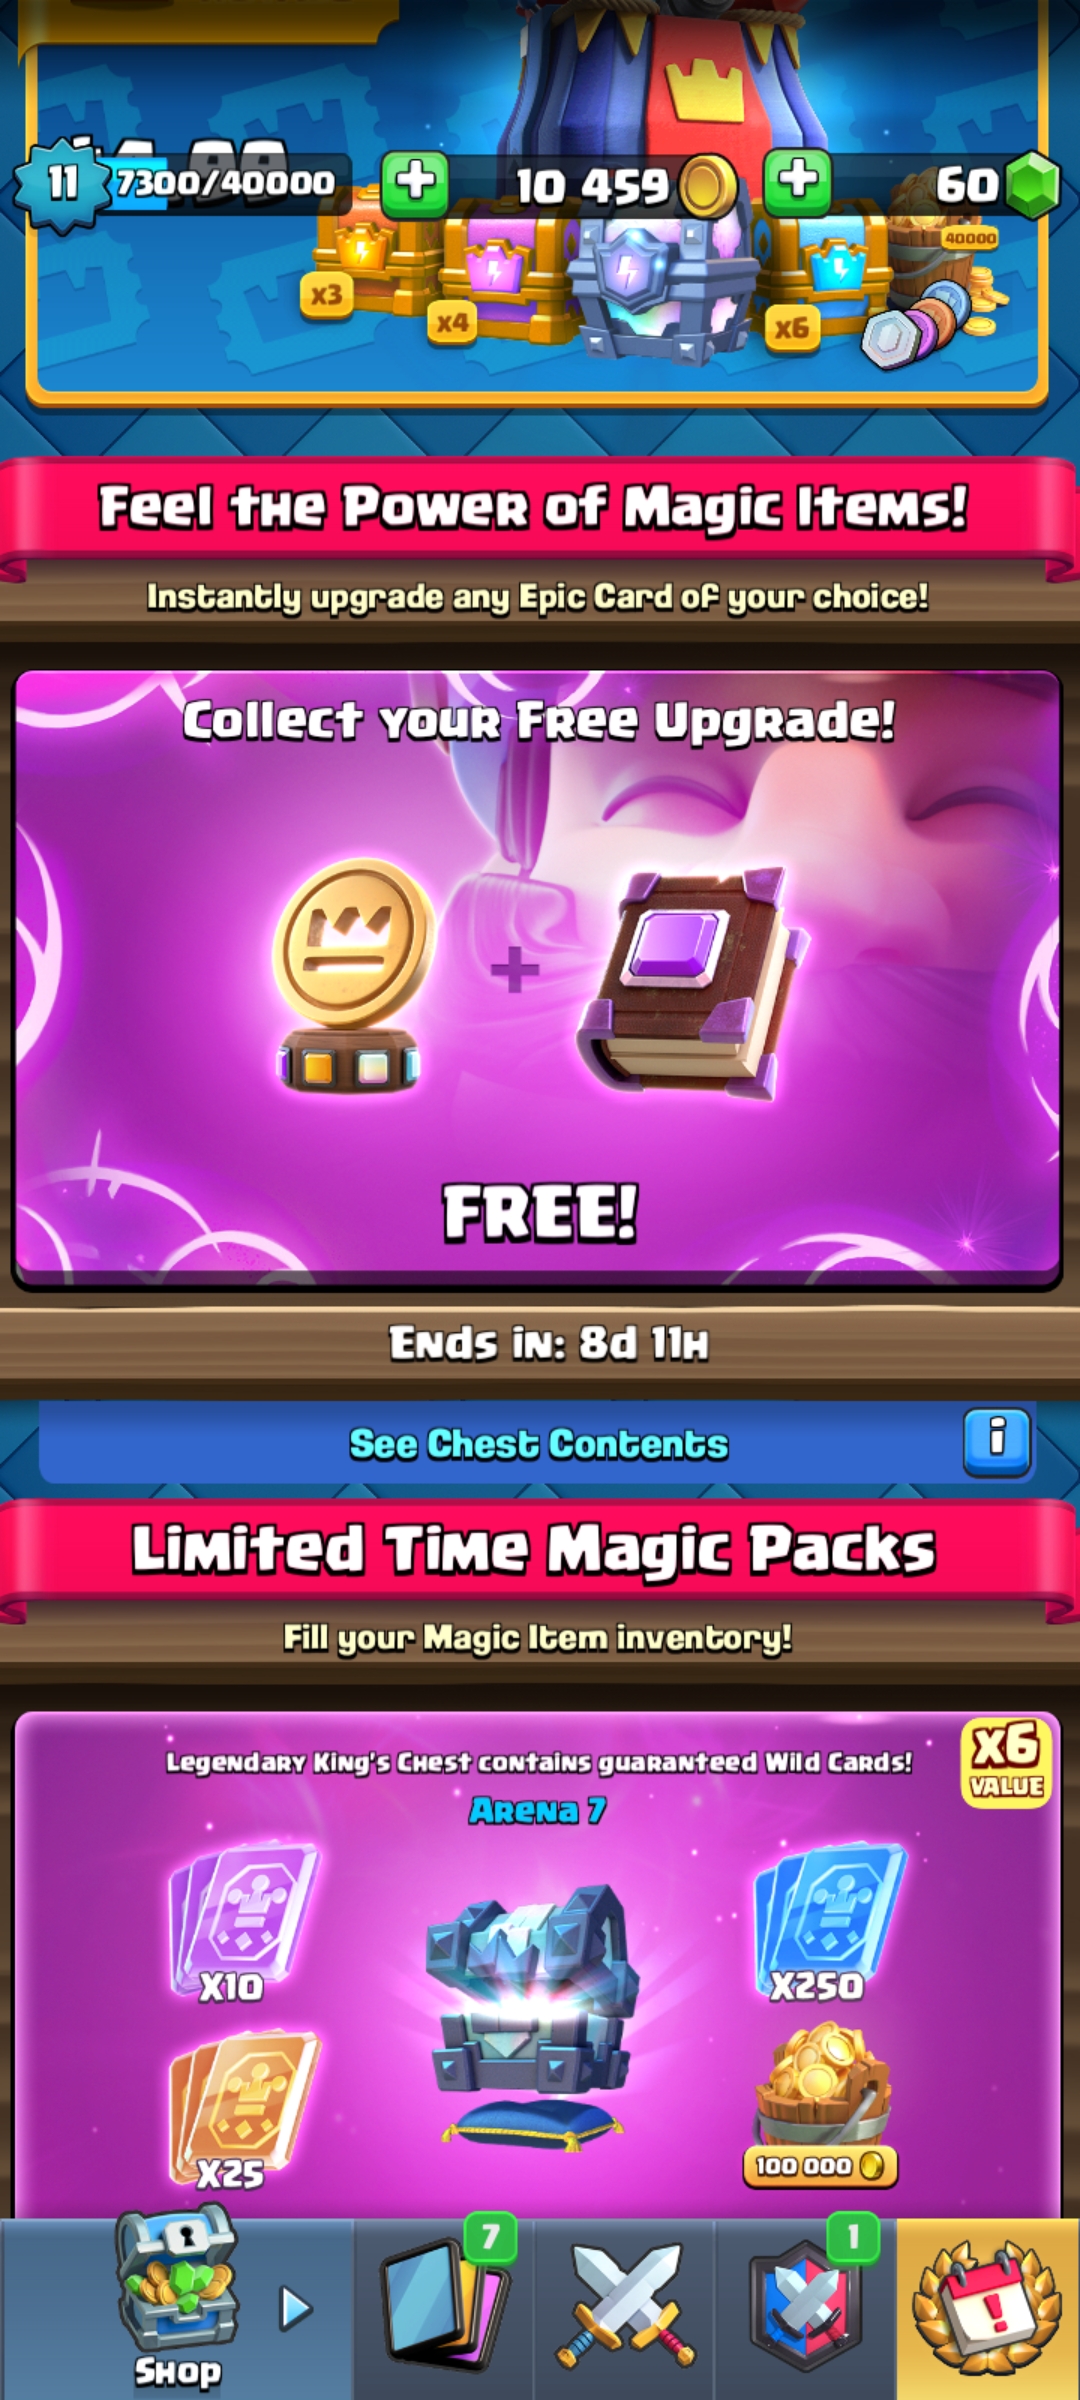 11
7300/40000
10 459
60
40000
x3
x4
x6
Feel the Power of Magic Items!
Instantly upgrade any Epic Card of your choice!
Collect your Free Upgrade!
+
FREE!
Ends in: 8d 11h
See Chest Contents
i
Limited Time Magic Packs
Fill your Magic Item inventory!
x6
VALUE
Legendary King's Chest contains guaranteed Wild Cards!
Arena 7
X10
X250
X25
100 000
7
1
Shop